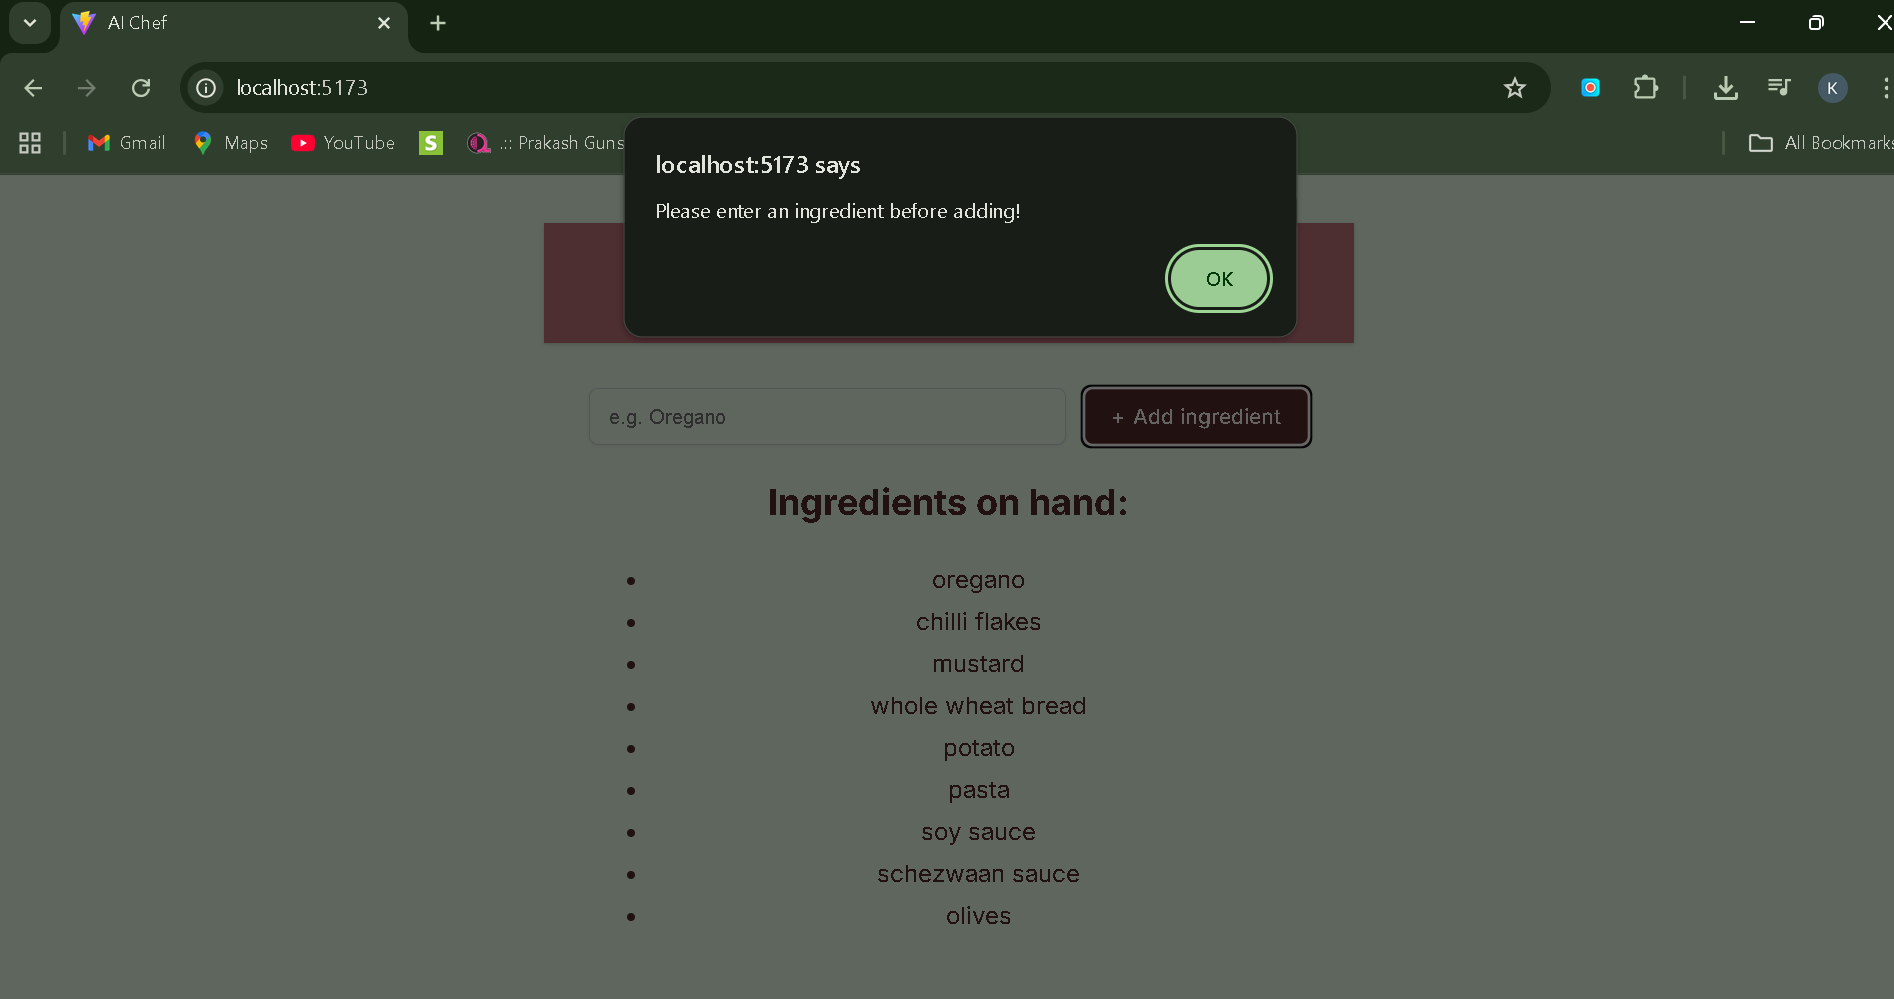 AI Chef
localhost:5173
Gmail
Maps
YouTube
S
.:: Prakash Guns
All Bookmarks
K
localhost:5173 says
Please enter an ingredient before adding!
OK
e.g. Oregano
+ Add ingredient
Ingredients on hand:
• oregano
• chilli flakes
• mustard
• whole wheat bread
• potato
• pasta
• soy sauce
• schezwaan sauce
• olives